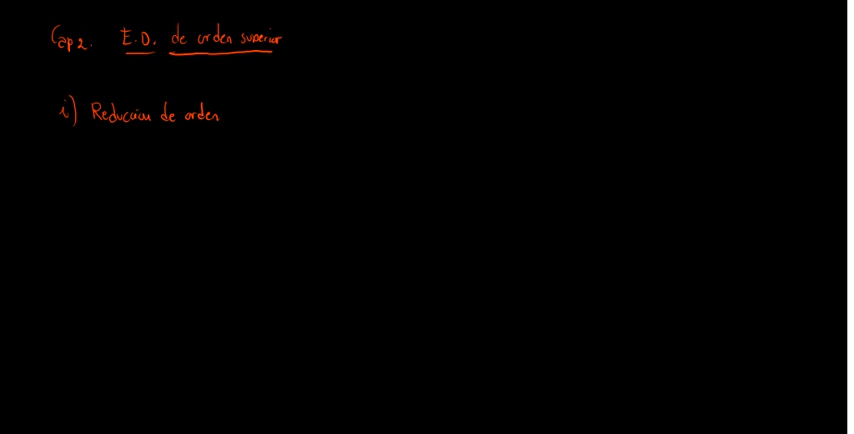 Cap 2. E.D. de orden superior
i) Reducción de orden